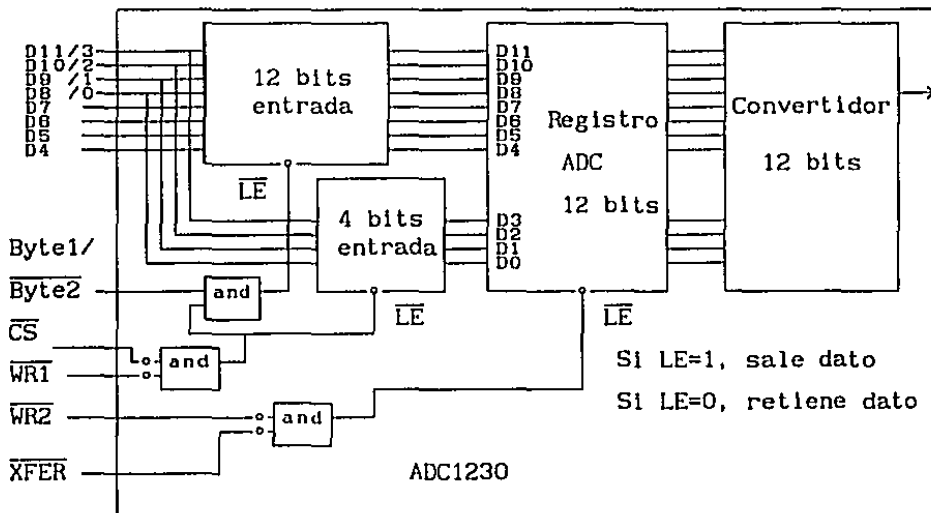 D11/3
D10/2
D9 /1
D8 /0
D7
D6
D5
D4
12 bits
entrada
LE
D11
D10
D9
D8
D7
D6
D5
D4
Registro
ADC
12 bits
Convertidor
12 bits
4 bits
entrada
D3
D2
D1
D0
LE
LE
Byte1/
Byte2
and
CS
WR1
and
WR2
and
XFER
Si LE=1, sale dato
Si LE=0, retiene dato
ADC1230